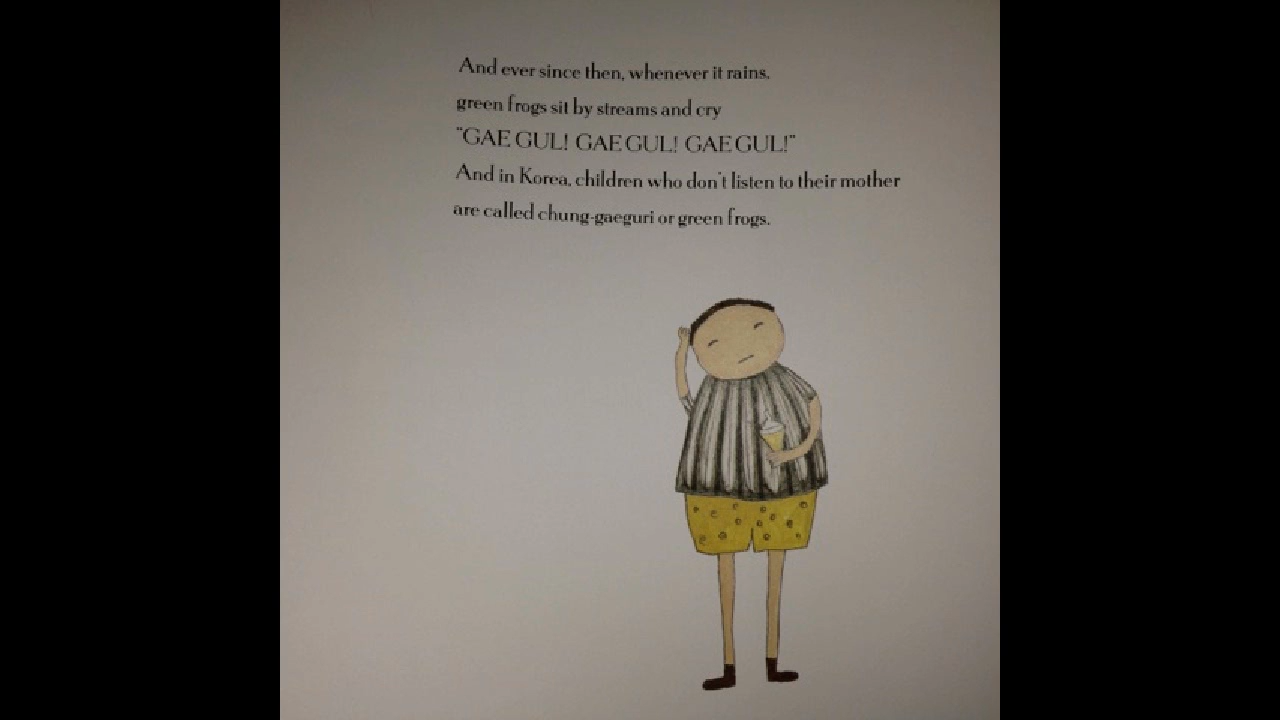 And ever since then, whenever it rains,
green frogs sit by streams and cry
"GAE GUL! GAE GUL! GAE GUL!"
And in Korea, children who don't listen to their mother
are called chung-gaeguri or green frogs.